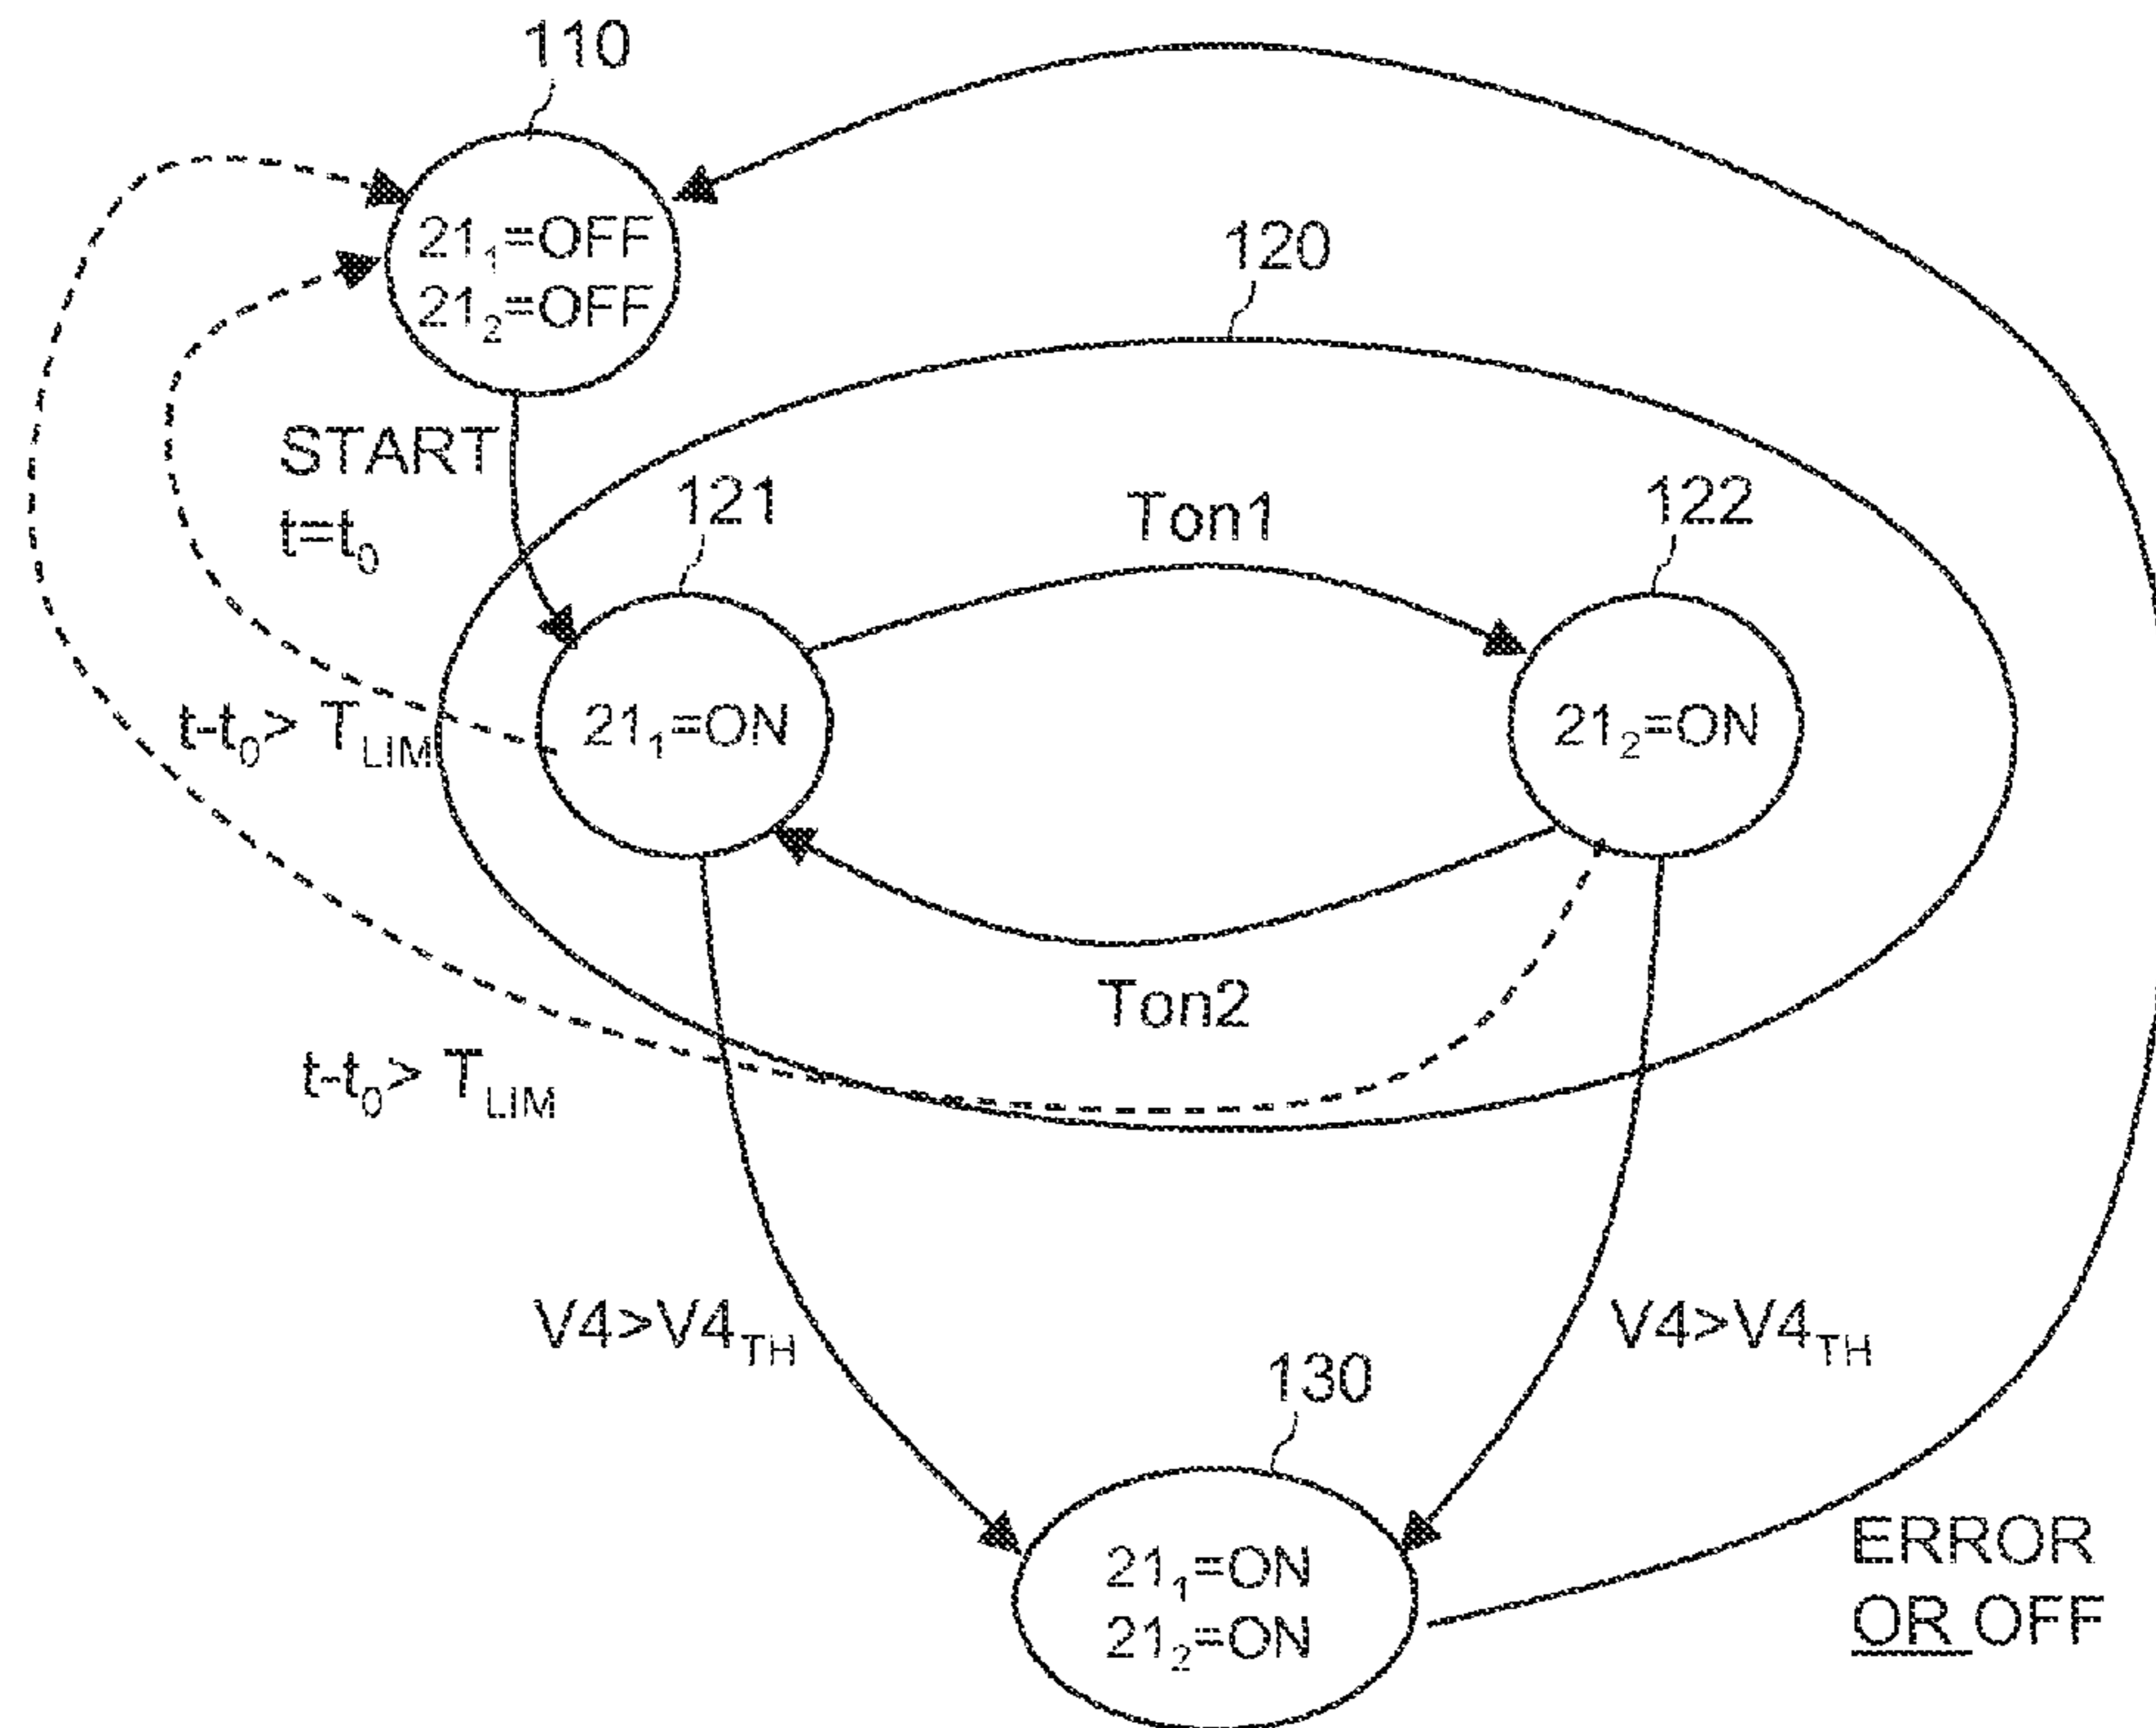 110
21₁=OFF
21₂=OFF
120
START
t=t₀
121
Ton1
122
21₁=ON
21₂=ON
t-t₀> T_LIM
Ton2
t-t₀> T_LIM
V4>V4_TH
V4>V4_TH
130
21₁=ON
21₂=ON
ERROR
OR OFF